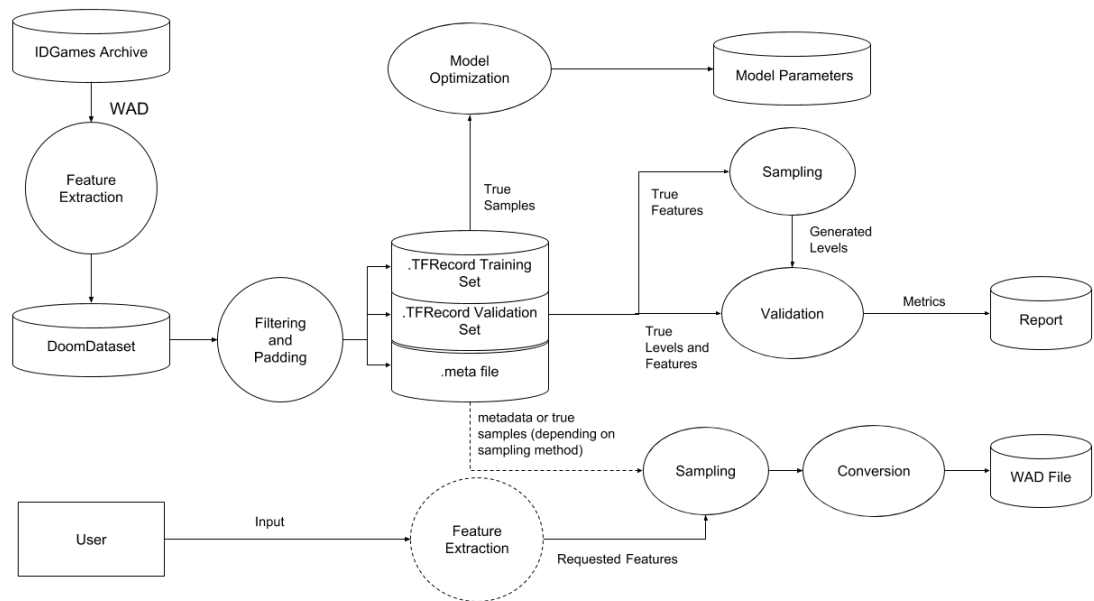 IDGames Archive
WAD
Feature
Extraction
DoomDataset
Filtering
and
Padding
Model
Optimization
Model Parameters
True
Samples
.TFRecord Training
Set
.TFRecord Validation
Set
.meta file
True
Features
Sampling
Generated
Levels
True
Levels and
Features
Validation
Metrics
Report
metadata or true
samples (depending on
sampling method)
Sampling
Conversion
WAD File
User
Input
Feature
Extraction
Requested Features